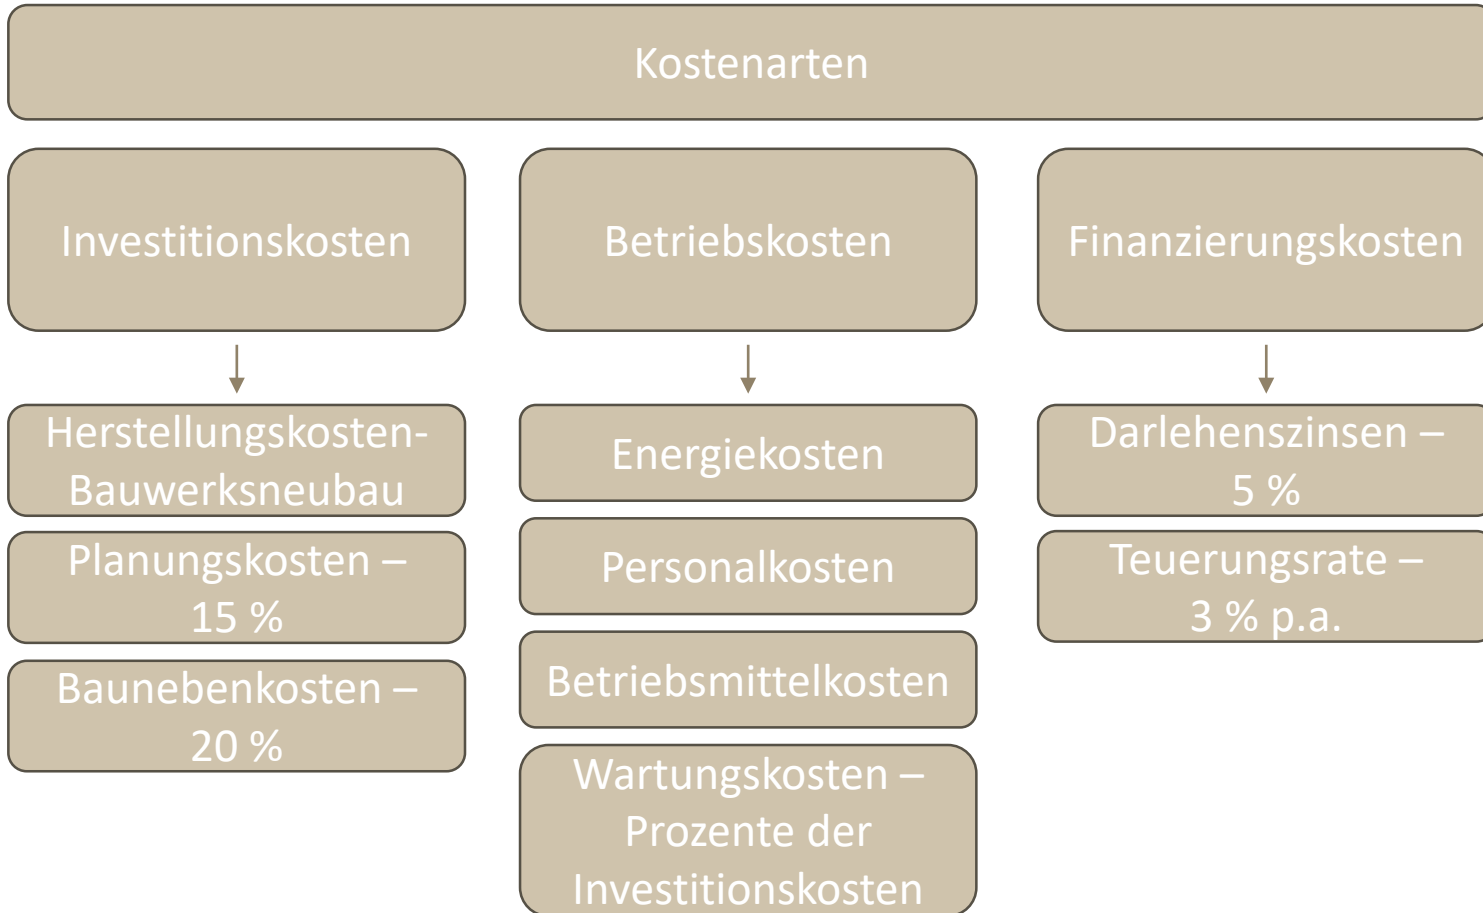 Kostenarten
Investitionskosten
Herstellungskosten-
Bauwerksneubau
Planungskosten –
15 %
Baunebenkosten –
20 %
Betriebskosten
Energiekosten
Personalkosten
Betriebsmittelkosten
Wartungskosten –
Prozente der
Investitionskosten
Finanzierungskosten
Darlehenszinsen –
5 %
Teuerungsrate –
3 % p.a.